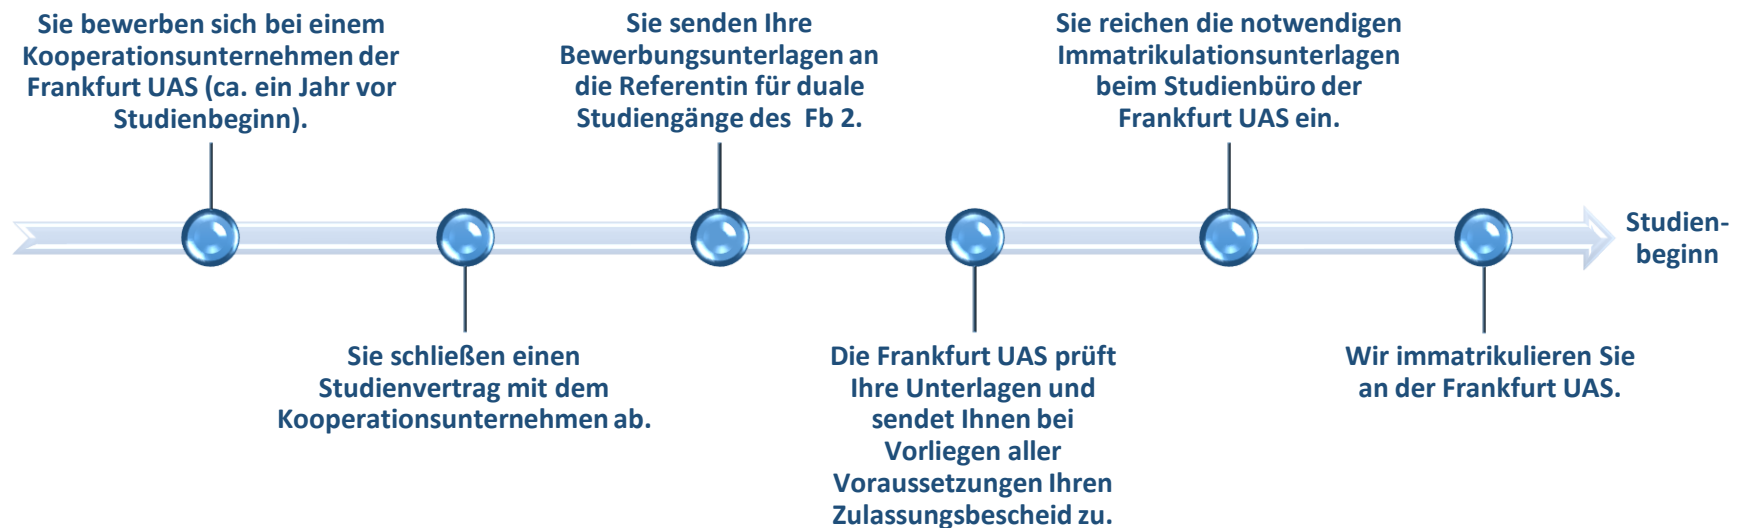 Sie bewerben sich bei einem
Kooperationsunternehmen der
Frankfurt UAS (ca. ein Jahr vor
Studienbeginn).
Sie schließen einen
Studienvertrag mit dem
Kooperationsunternehmen ab.
Sie senden Ihre
Bewerbungsunterlagen an
die Referentin für duale
Studiengänge des Fb 2.
Die Frankfurt UAS prüft
Ihre Unterlagen und
sendet Ihnen bei
Vorliegen aller
Voraussetzungen Ihren
Zulassungsbescheid zu.
Sie reichen die notwendigen
Immatrikulationsunterlagen
beim Studienbüro der
Frankfurt UAS ein.
Wir immatrikulieren Sie
an der Frankfurt UAS.
Studien-
beginn